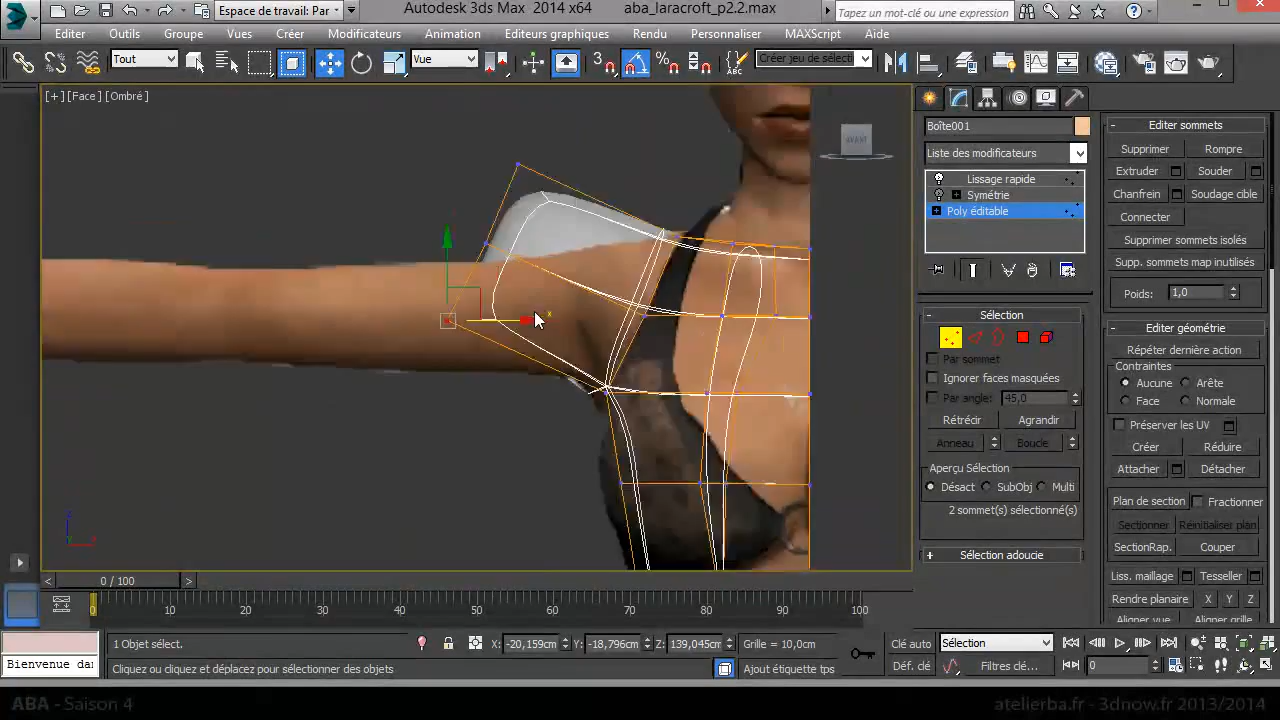 Espace de travail: Par
Autodesk 3ds Max 2014 x64
aba_laracroft_p2.2.max
Tapez un mot-clé ou une expression
Editer Outils Groupe Vues Créer Modificateurs Animation Editeurs graphiques Rendu Personnaliser MAXScript Aide
Tout
Vue
3
ABC
Créer jeu de sélecti
[+] [Face] [Ombré]
AVANT
x
z
Boîte001
Liste des modificateurs
Lissage rapide
Symétrie
Poly éditable
Sélection
Par sommet
Ignorer faces masquées
Par angle: 45,0
Rétrécir Agrandir
Anneau Boucle
Aperçu Sélection
Désact SubObj Multi
2 sommet(s) sélectionné(s)
Sélection adoucie
Editer sommets
Supprimer Rompre
Extruder Souder
Chanfrein Soudage cible
Connecter
Supprimer sommets isolés
Supp. sommets map inutilisés
Poids: 1,0
Editer géométrie
Répéter dernière action
Contraintes
Aucune Arête
Face Normale
Préserver les UV
Créer Réduire
Attacher Détacher
Plan de section Fractionner
Sectionner Réinitialiser plan
SectionRap. Couper
Liss. maillage Tesseller
Rendre planaire X Y Z
Aligner vue Aligner grille
0 / 100
0 10 20 30 40 50 60 70 80 90 100
1 Objet sélect.
X: -20,159cm Y: -18,796cm Z: 139,045cm
Grille = 10,0cm
Clé auto
Sélection
Bienvenue da
Cliquez ou cliquez et déplacez pour sélectionner des objets
Ajout étiquette tps
Déf. clé
Filtres clé...
0
ABA - Saison 4
atelierba.fr - 3dnow.fr 2013/2014